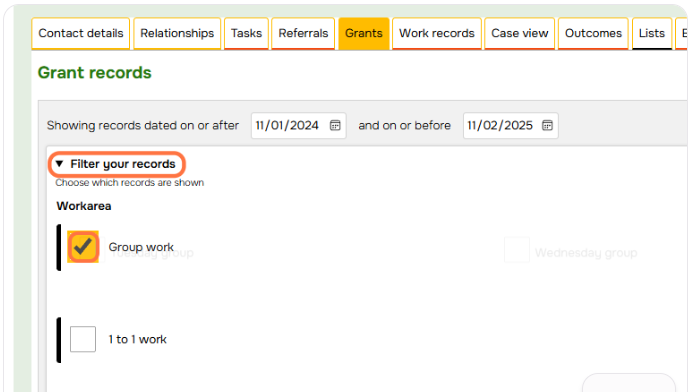 Contact details Relationships Tasks Referrals Grants Work records Case view Outcomes Lists
Grant records
Showing records dated on or after 11/01/2024 and on or before 11/02/2025
▼ Filter your records
Choose which records are shown
Workarea
Group work
Tuesday group Wednesday group
1 to 1 work